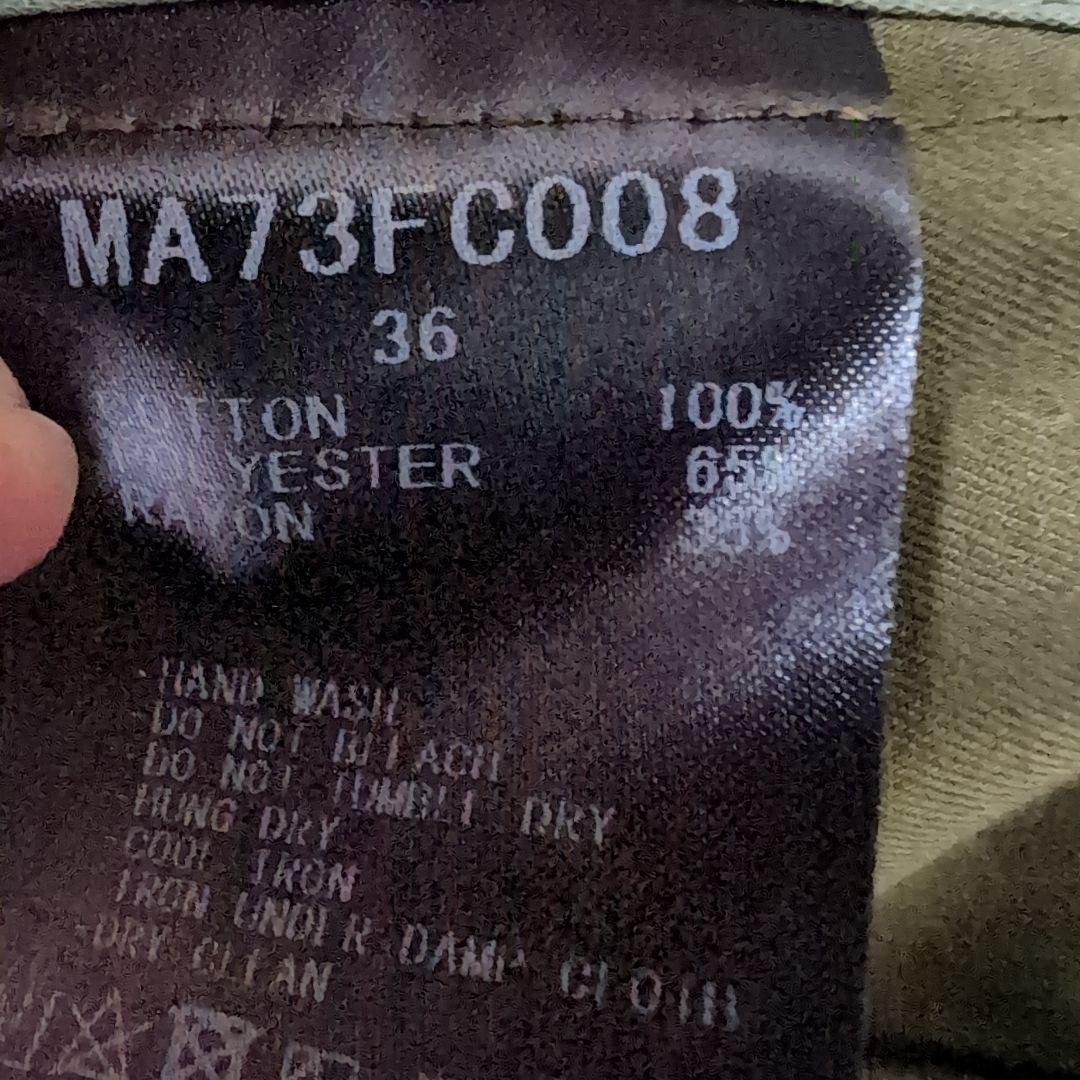 MA73FC008
36
TTON 100%
YESTER 65%
ON
-HAND WASH
-DO NOT BLEACH
-DO NOT TUMBLE DRY
-HUNG DRY
-COOL IRON
-IRON UNDER DAMP CLOTH
-DRY CLEAN